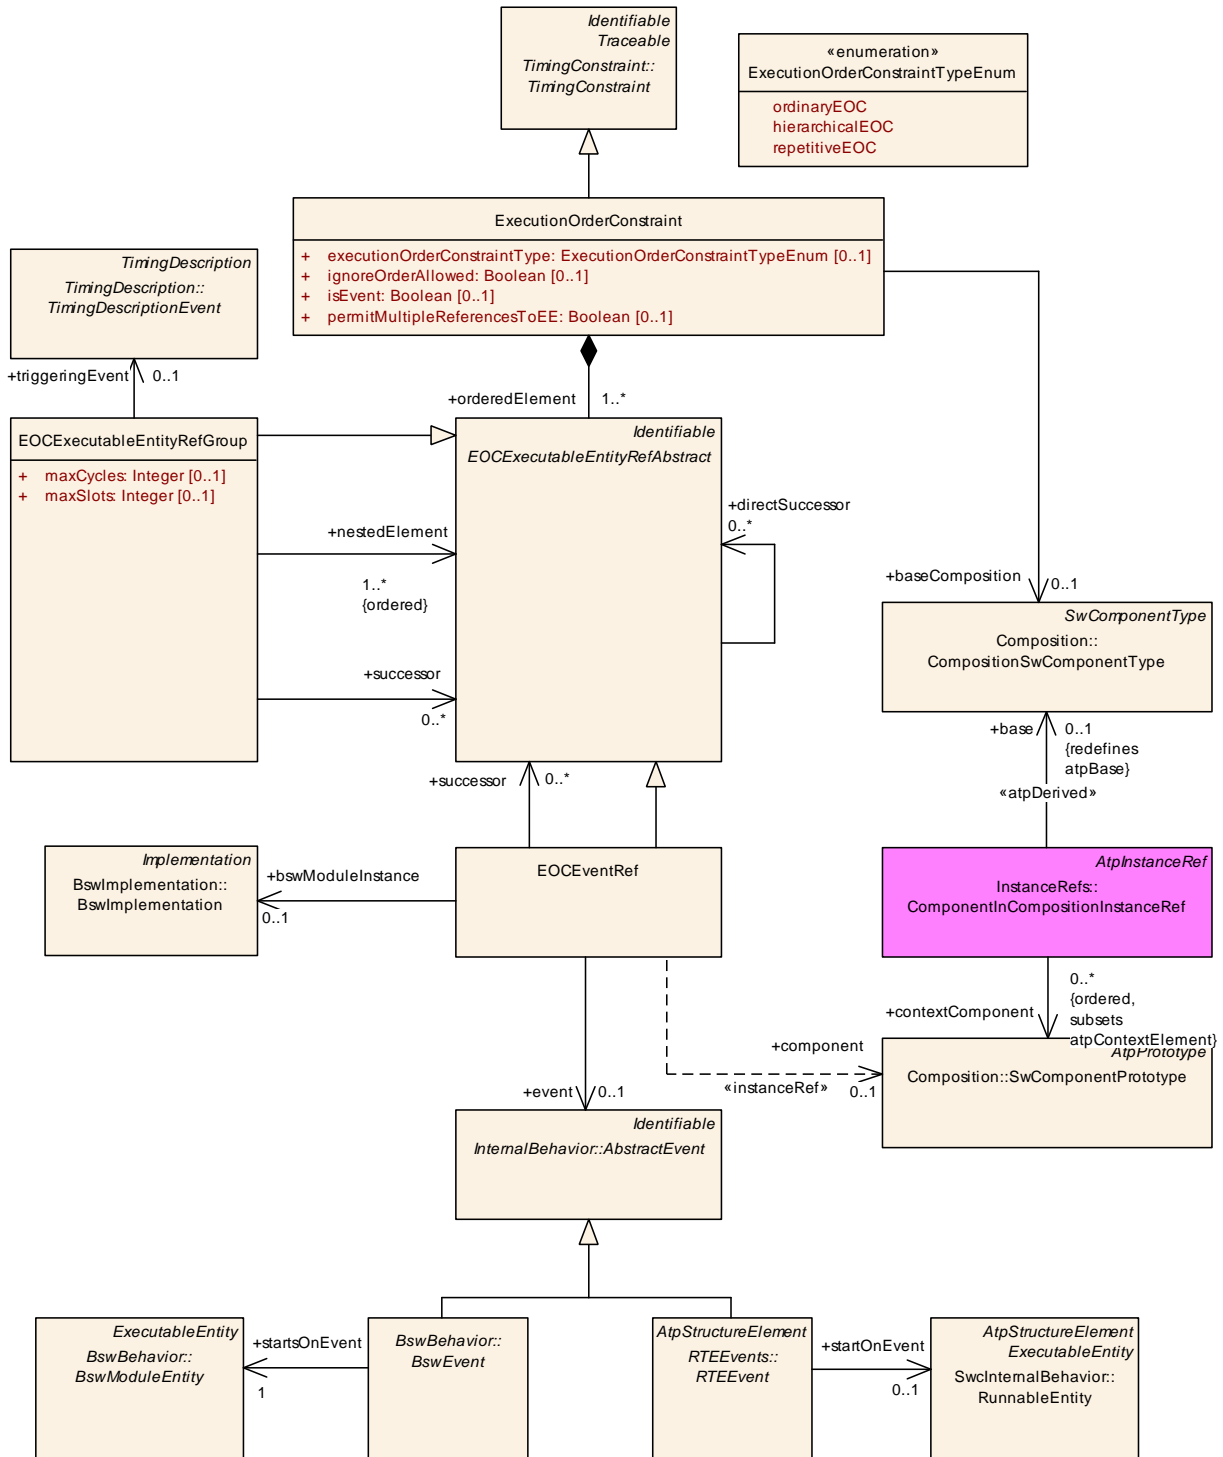 Identifiable
Traceable
TimingConstraint::
TimingConstraint
«enumeration»
ExecutionOrderConstraintTypeEnum
ordinaryEOC
hierarchicalEOC
repetitiveEOC
ExecutionOrderConstraint
+ executionOrderConstraintType: ExecutionOrderConstraintTypeEnum [0..1]
+ ignoreOrderAllowed: Boolean [0..1]
+ isEvent: Boolean [0..1]
+ permitMultipleReferencesToEE: Boolean [0..1]
TimingDescription
TimingDescription::
TimingDescriptionEvent
+triggeringEvent 0..1
+orderedElement 1..*
EOCExecutableEntityRefGroup
+ maxCycles: Integer [0..1]
+ maxSlots: Integer [0..1]
Identifiable
EOCExecutableEntityRefAbstract
+directSuccessor
0..*
+nestedElement
1..*
{ordered}
+successor
0..*
+baseComposition 0..1
SwComponentType
Composition::
CompositionSwComponentType
+base 0..1
{redefines
atpBase}
«atpDerived»
+successor 0..*
Implementation
BswImplementation::
BswImplementation
+bswModuleInstance
0..1
EOCEventRef
AtpInstanceRef
InstanceRefs::
ComponentInCompositionInstanceRef
+contextComponent
0..*
{ordered,
subsets
atpContextElement}
+component
«instanceRef» 0..1
AtpPrototype
Composition::SwComponentPrototype
+event 0..1
Identifiable
InternalBehavior::AbstractEvent
ExecutableEntity
BswBehavior::
BswModuleEntity
+startsOnEvent
1
BswBehavior::
BswEvent
AtpStructureElement
RTEEvents::
RTEEvent
+startOnEvent
0..1
AtpStructureElement
ExecutableEntity
SwcInternalBehavior::
RunnableEntity